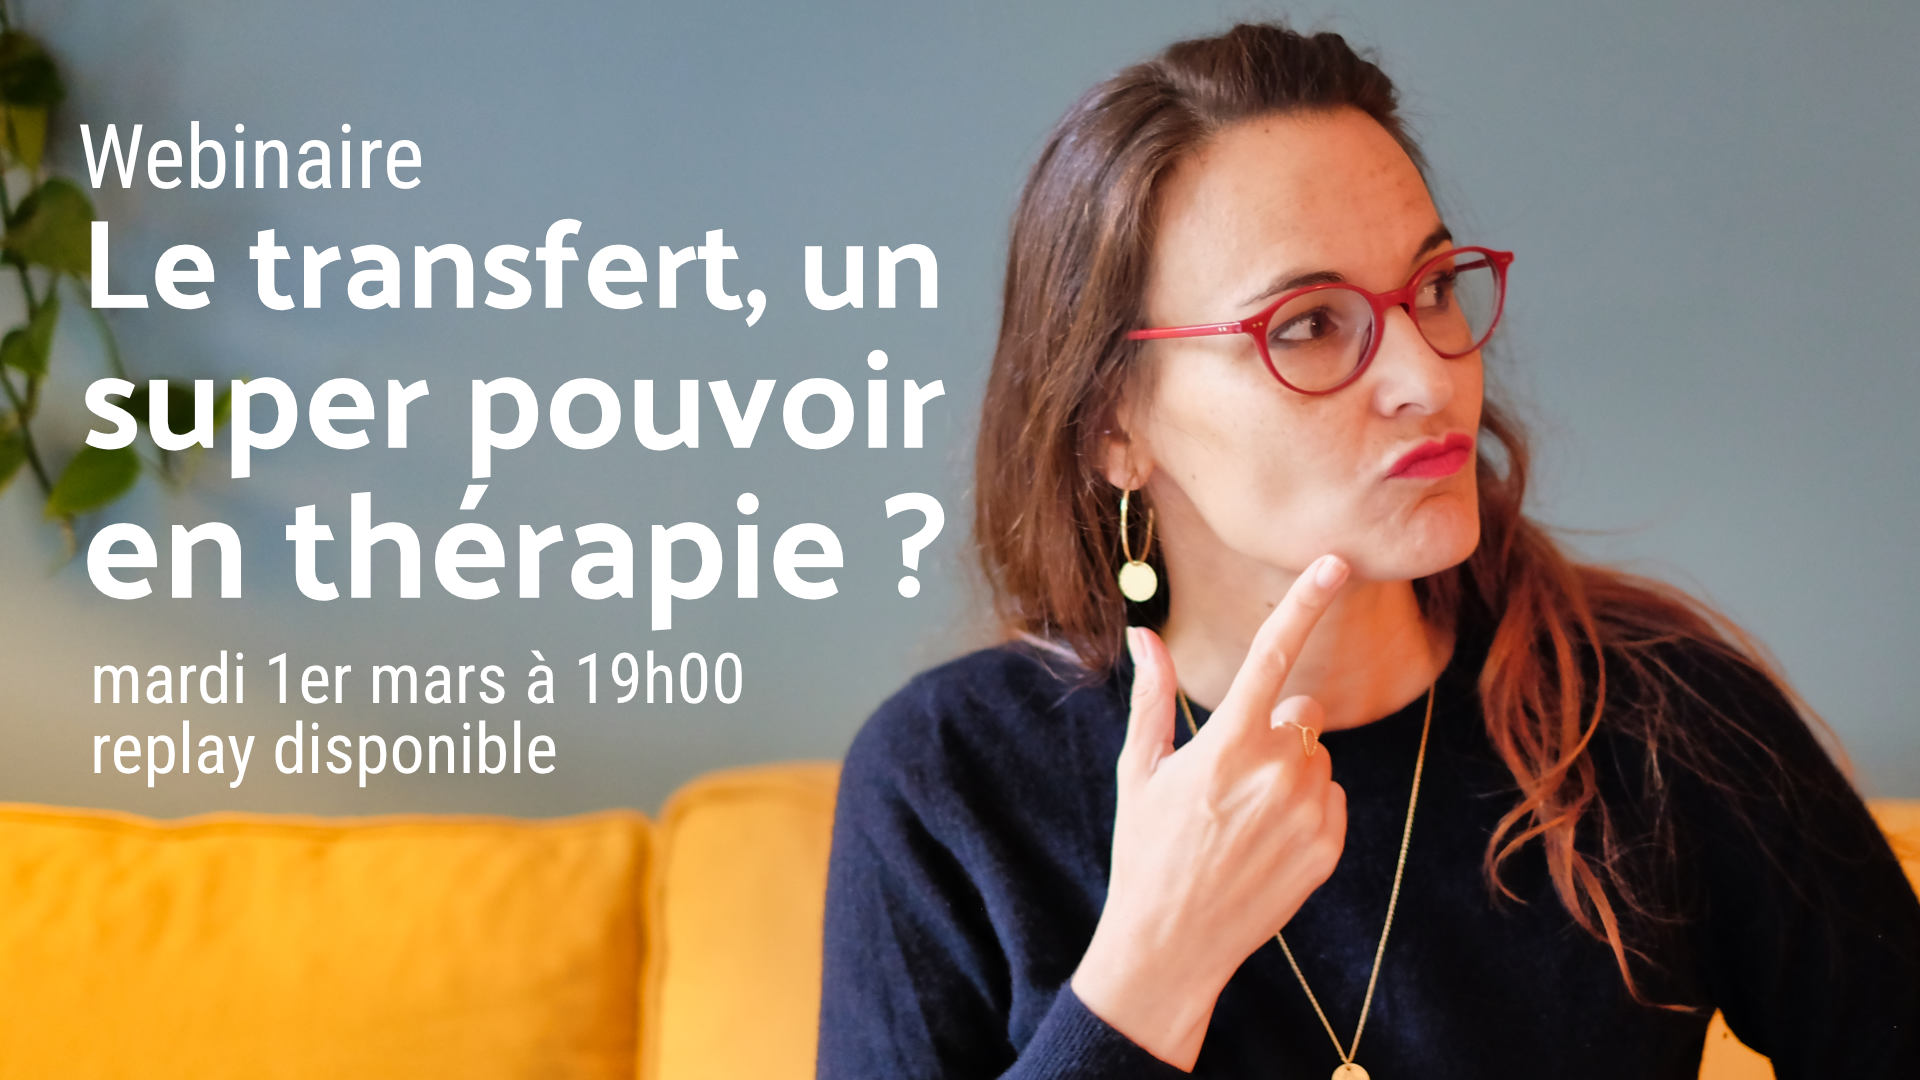 Webinaire
Le transfert, un
super pouvoir
en thérapie ?
mardi 1er mars à 19h00
replay disponible